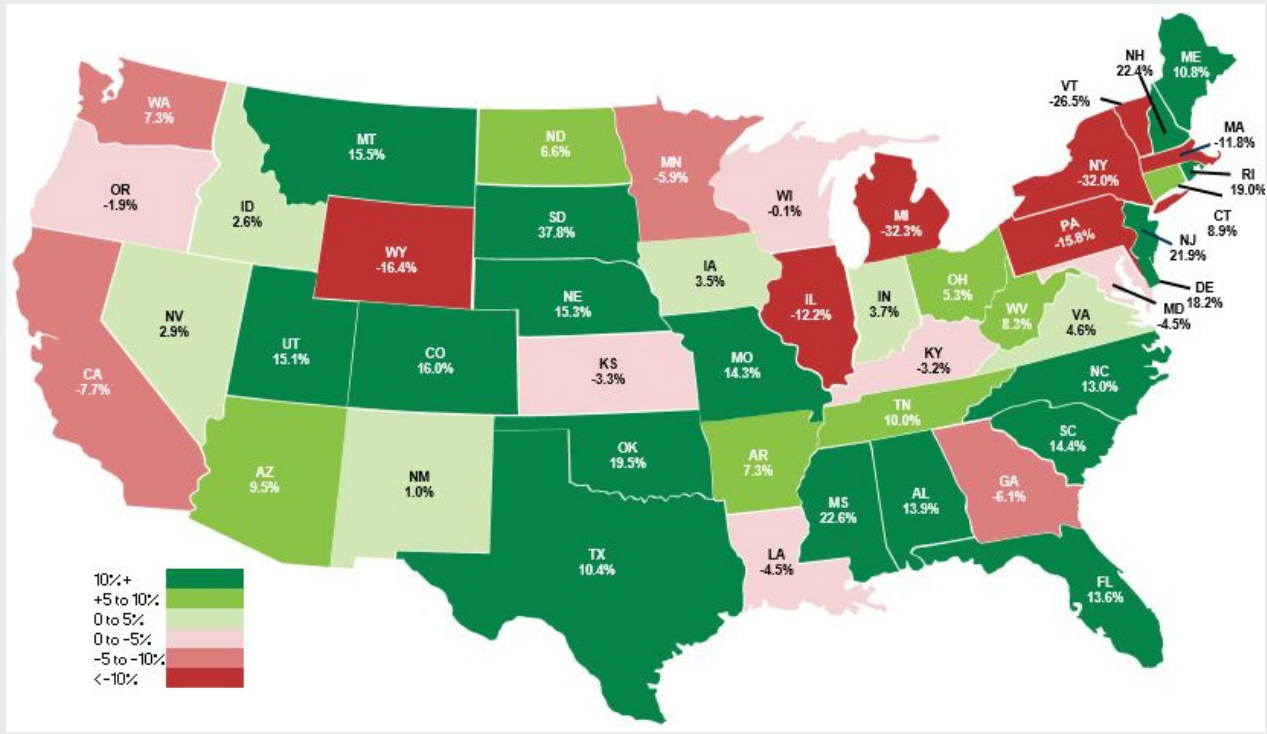 WA
7.3%
OR
-1.9%
CA
-7.7%
NV
2.9%
ID
2.6%
MT
15.5%
WY
-16.4%
UT
15.1%
CO
16.0%
AZ
9.5%
NM
1.0%
ND
6.6%
SD
37.8%
NE
15.3%
KS
-3.3%
OK
19.5%
TX
10.4%
MN
-5.9%
IA
3.5%
MO
14.3%
AR
7.3%
LA
-4.5%
WI
-0.1%
IL
-12.2%
MI
-32.3%
IN
3.7%
OH
5.3%
KY
-3.2%
TN
10.0%
MS
22.6%
AL
13.9%
GA
-6.1%
FL
13.6%
SC
14.4%
NC
13.0%
VA
4.6%
WV
8.3%
PA
-15.8%
NY
-32.0%
VT
-26.5%
NH
22.4%
ME
10.8%
MA
-11.8%
RI
19.0%
CT
8.9%
NJ
21.9%
DE
18.2%
MD
-4.5%
10%+
+5 to 10%
0 to 5%
0 to -5%
-5 to -10%
<-10%